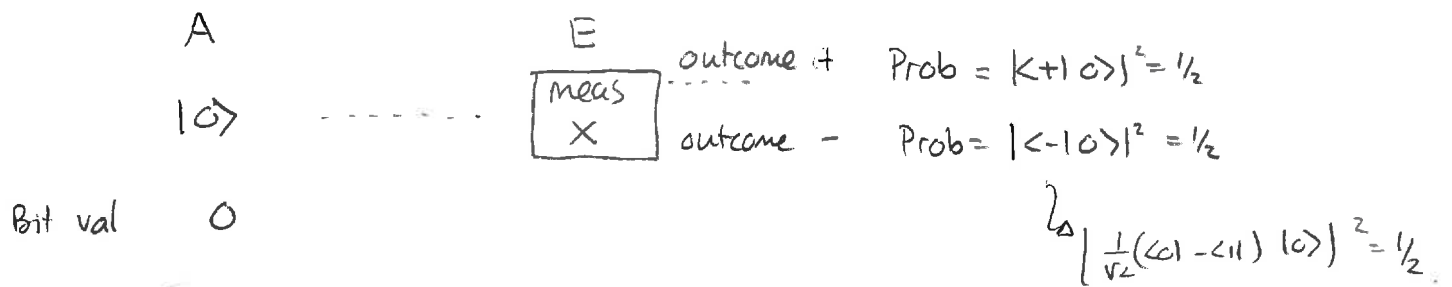 A E
outcome + Prob = |<+|0>|² = 1/2
|0> meas
X outcome - Prob = |<-|0>|² = 1/2
Bit val 0
|1/√2 (<0| - <1|) |0>|² = 1/2.